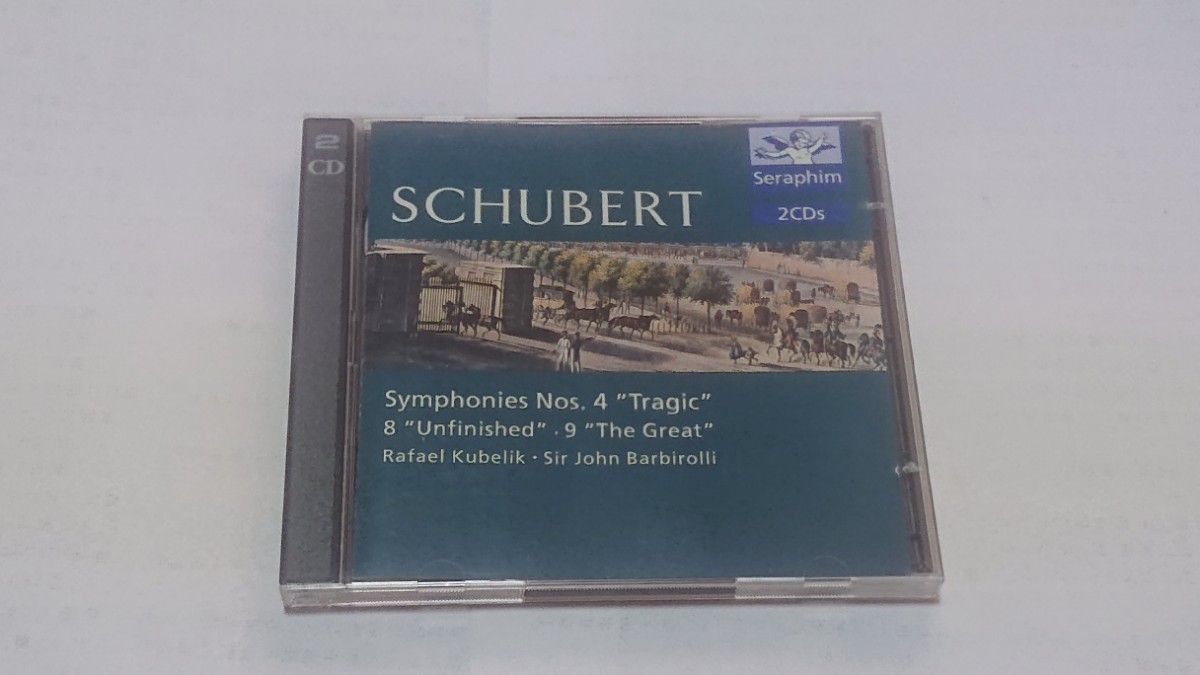 2
CD
Seraphim
2CDs
SCHUBERT
Symphonies Nos. 4 "Tragic"
8 "Unfinished" · 9 "The Great"
Rafael Kubelik · Sir John Barbirolli